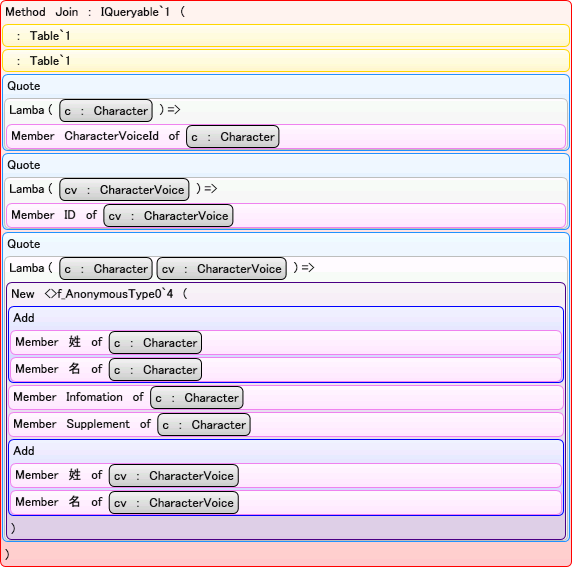 Method Join : IQueryable`1 (
: Table`1
: Table`1
Quote
Lamba ( c : Character ) =>
Member CharacterVoiceId of c : Character
Quote
Lamba ( cv : CharacterVoice ) =>
Member ID of cv : CharacterVoice
Quote
Lamba ( c : Character cv : CharacterVoice ) =>
New <>f_AnonymousType0`4 (
Add
Member 姓 of c : Character
Member 名 of c : Character
Member Infomation of c : Character
Member Supplement of c : Character
Add
Member 姓 of cv : CharacterVoice
Member 名 of cv : CharacterVoice
)
)